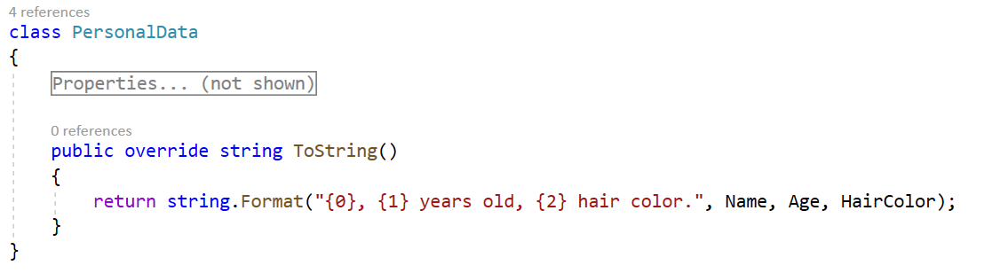 4 references
class PersonalData
{
Properties... (not shown)
0 references
public override string ToString()
{
return string.Format("{0}, {1} years old, {2} hair color.", Name, Age, HairColor);
}
}